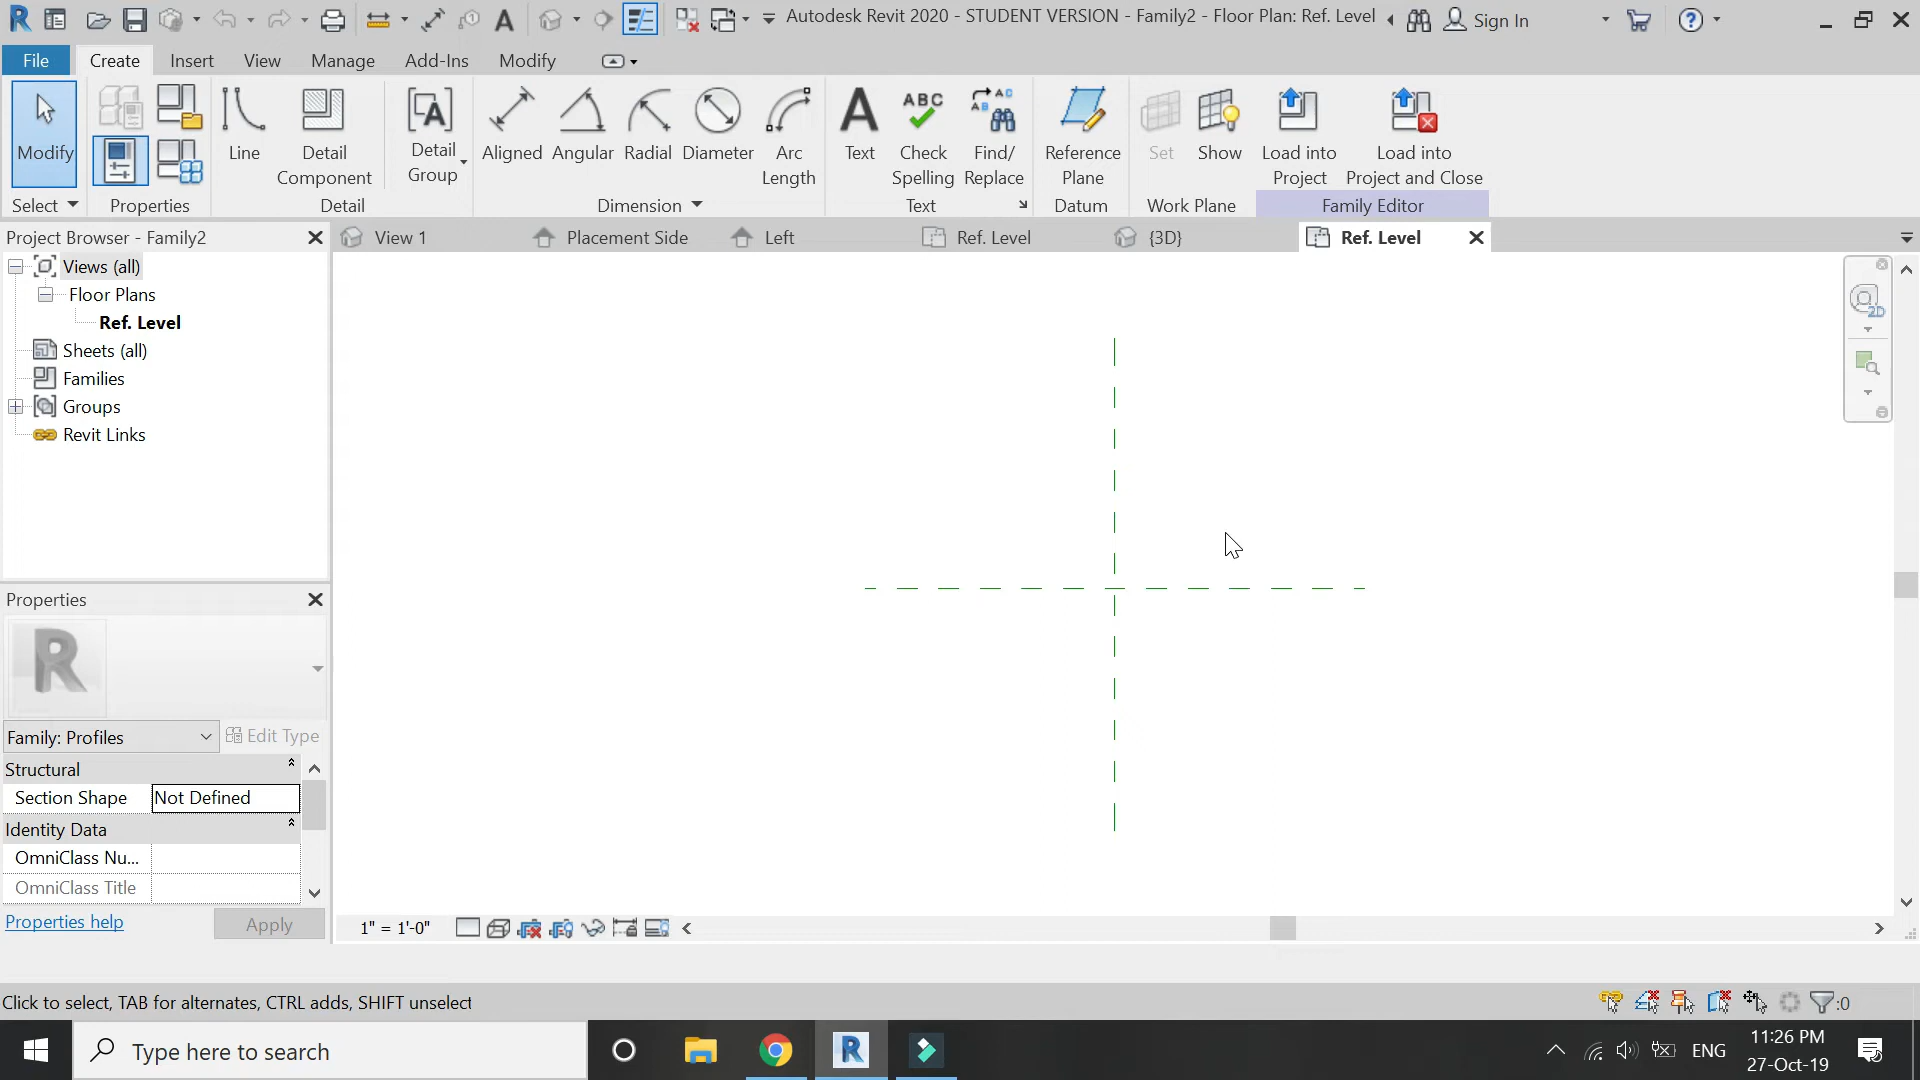 Autodesk Revit 2020 - STUDENT VERSION - Family2 - Floor Plan: Ref. Level
Sign In
File Create Insert View Manage Add-Ins Modify
Modify
Line
Detail Component
Detail Group
Aligned
Angular
Radial
Diameter
Arc Length
Text
Check Spelling
Find/ Replace
Reference Plane
Set
Show
Load into Project
Load into Project and Close
Select Properties Detail Dimension Text Datum Work Plane Family Editor
Project Browser - Family2
View 1 Placement Side Left Ref. Level {3D} Ref. Level
Views (all)
Floor Plans
Ref. Level
Sheets (all)
Families
Groups
Revit Links
2D
Properties
Family: Profiles Edit Type
Structural
Section Shape Not Defined
Identity Data
OmniClass Nu...
OmniClass Title
Properties help Apply
1" = 1'-0"
Click to select, TAB for alternates, CTRL adds, SHIFT unselect
:0
Type here to search
ENG
11:26 PM
27-Oct-19